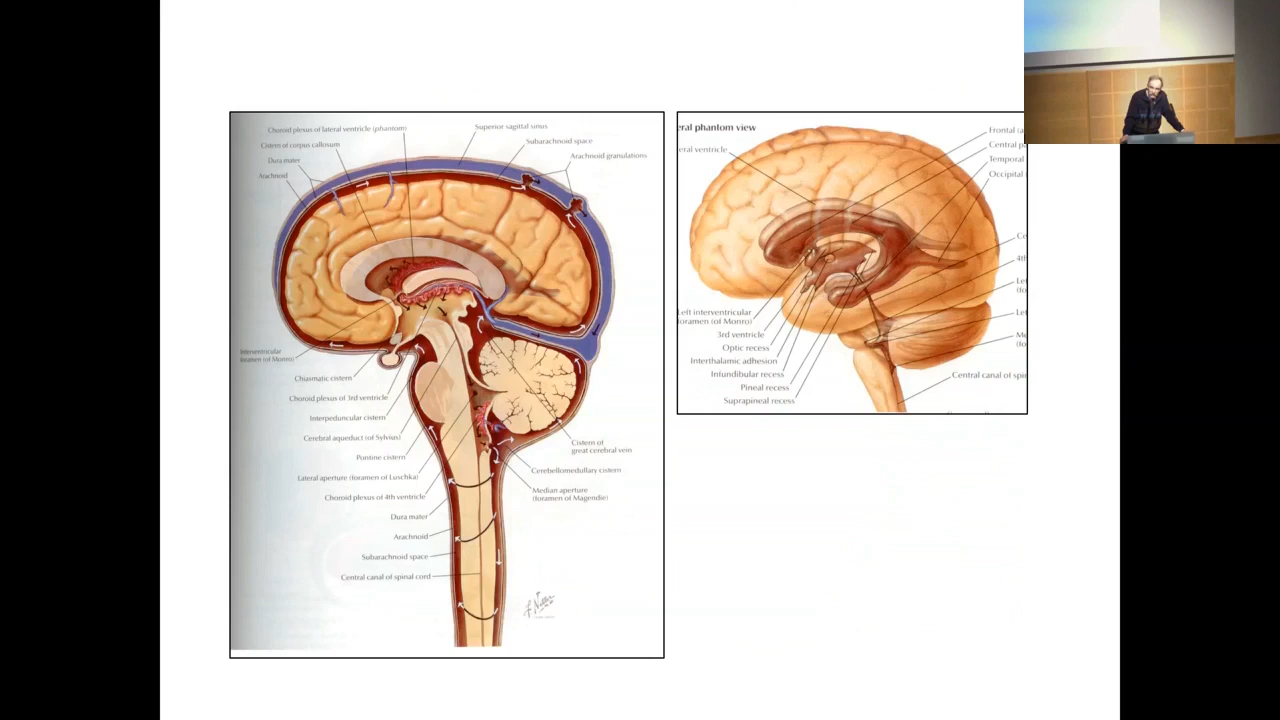 Choroid plexus of lateral ventricle (phantom)
Cistern of corpus callosum
Dura mater
Arachnoid
Superior sagittal sinus
Subarachnoid space
Arachnoid granulations
Interventricular
foramen (of Monro)
Chiasmatic cistern
Choroid plexus of 3rd ventricle
Interpeduncular cistern
Cerebral aqueduct (of Sylvius)
Pontine cistern
Lateral aperture (foramen of Luschka)
Choroid plexus of 4th ventricle
Dura mater
Arachnoid
Subarachnoid space
Central canal of spinal cord
Cistern of
great cerebral vein
Cerebellomedullary cistern
Median aperture
(foramen of Magendie)
F. Netter
eral phantom view
eral ventricle
Frontal (a
Central p
Temporal
Occipital
Ce
4th
Let
(fo
Let
Me
(fo
Left interventricular
foramen (of Monro)
3rd ventricle
Optic recess
Interthalamic adhesion
Infundibular recess
Pineal recess
Suprapineal recess
Central canal of spin